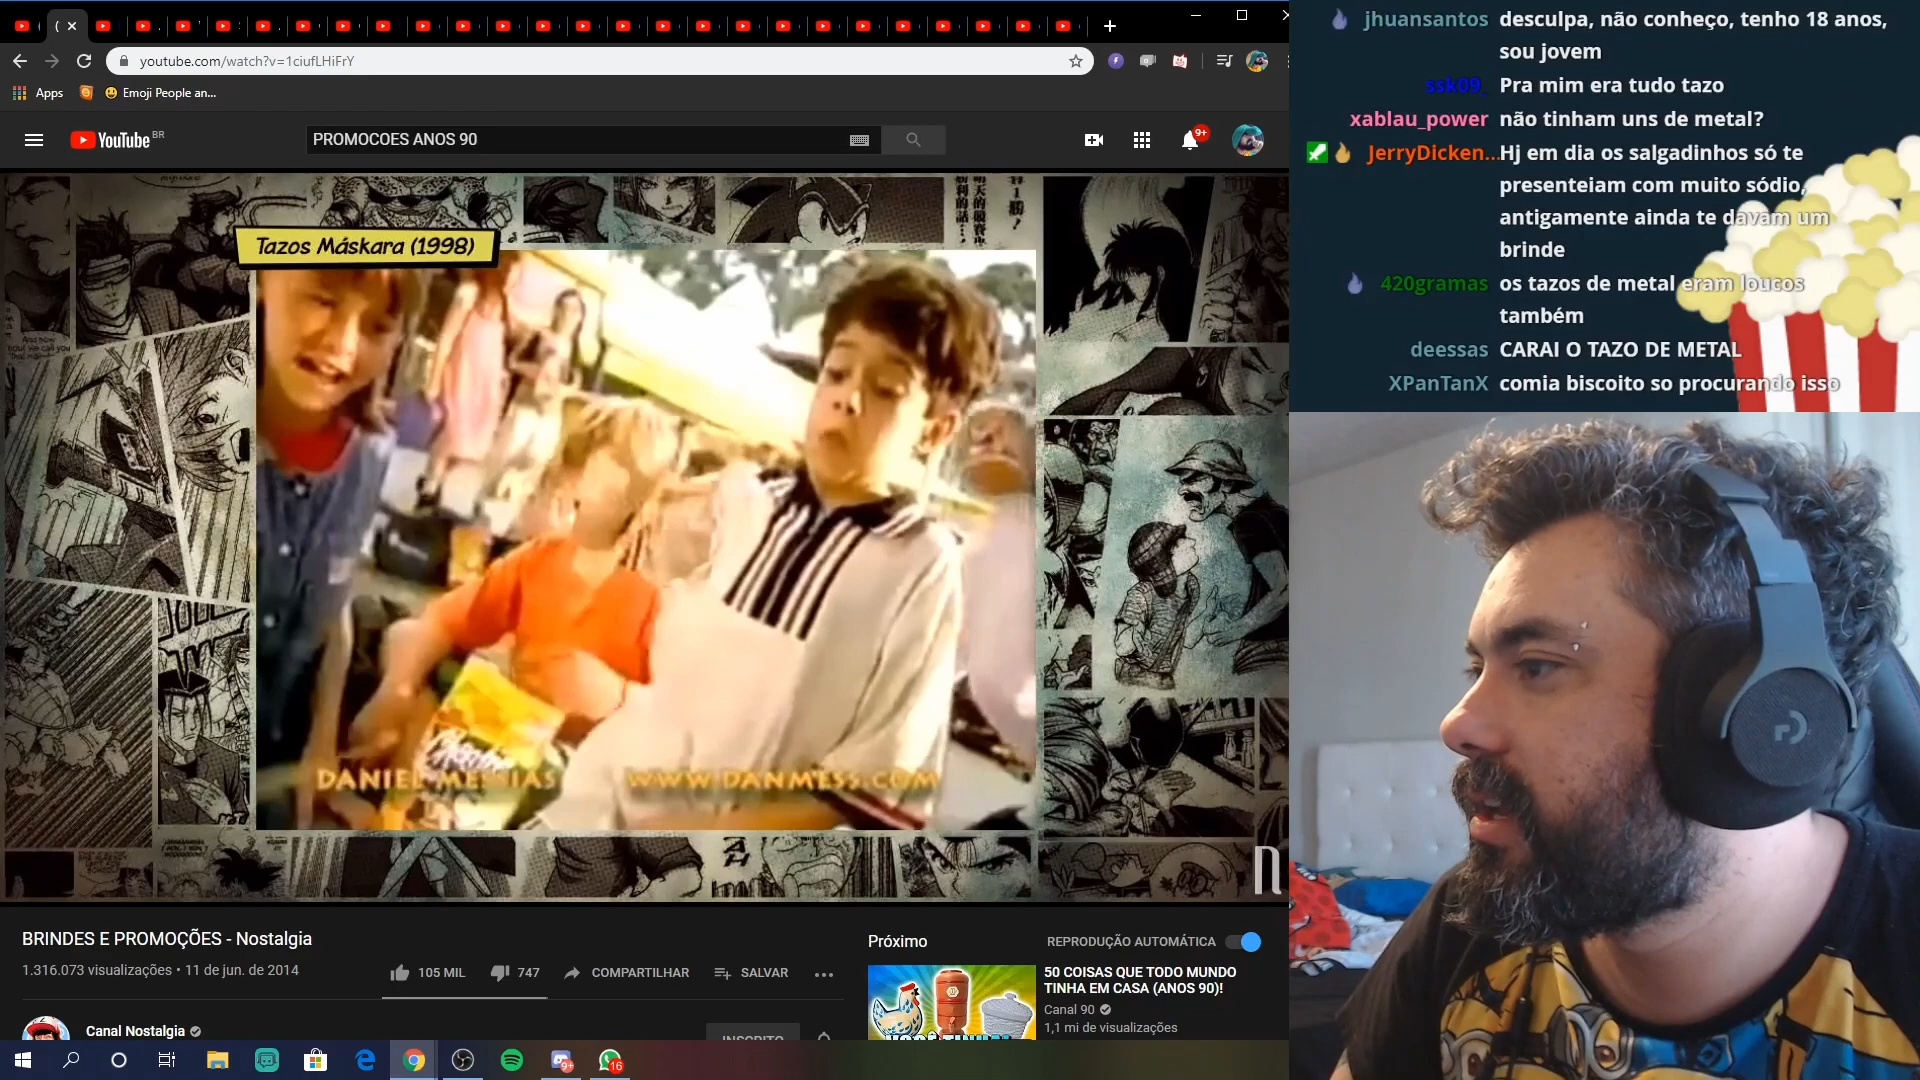 youtube.com/watch?v=1ciufLHiFrY
Apps
Emoji People an...
YouTube BR
PROMOCOES ANOS 90
9+
Tazos Máskara (1998)
DANIEL MESSIAS
WWW.DANMESS.COM
BRINDES E PROMOÇÕES - Nostalgia
1.316.073 visualizações • 11 de jun. de 2014
105 MIL
747
COMPARTILHAR
SALVAR
Canal Nostalgia
INSCRITO
Próximo
REPRODUÇÃO AUTOMÁTICA
50 COISAS QUE TODO MUNDO
TINHA EM CASA (ANOS 90)!
Canal 90
1,1 mi de visualizações
9+
16
jhuansantos desculpa, não conheço, tenho 18 anos,
sou jovem
ssk09_ Pra mim era tudo tazo
xablau_power não tinham uns de metal?
JerryDicken... Hj em dia os salgadinhos só te
presenteiam com muito sódio,
antigamente ainda te davam um
brinde
420gramas os tazos de metal eram loucos
também
deessas CARAI O TAZO DE METAL
XPanTanX comia biscoito so procurando isso